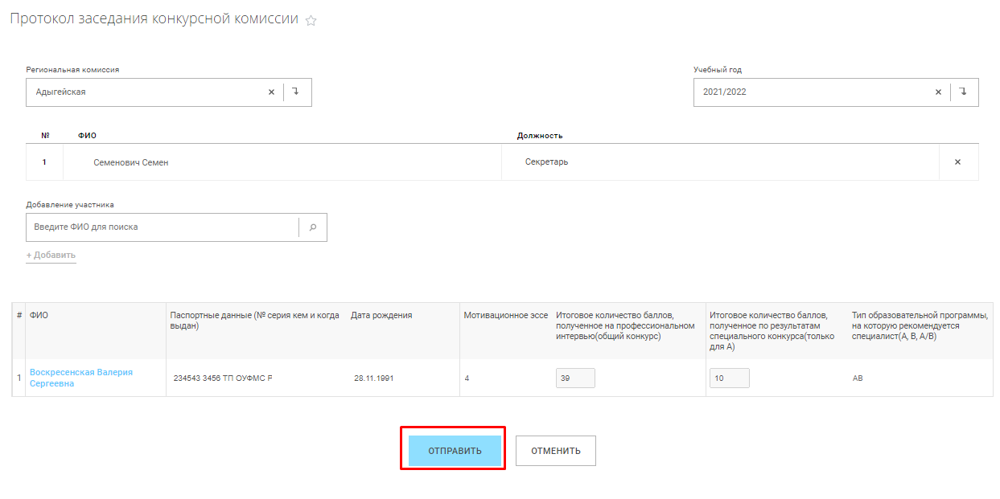 Протокол заседания конкурсной комиссии
Региональная комиссия
Учебный год
Адыгейская
2021/2022
№ ФИО Должность
1 Семенович Семен Секретарь
Добавление участника
Введите ФИО для поиска
+ Добавить
# ФИО
Паспортные данные (№ серия кем и когда
выдан)
Дата рождения
Мотивационное эссе
Итоговое количество баллов,
полученное на профессиональном
интервью(общий конкурс)
Итоговое количество баллов,
полученное по результатам
специального конкурса(только
для А)
Тип образовательной программы,
на которую рекомендуется
специалист(А, В, А/В)
1 Воскресенская Валерия
Сергеевна
234543 3456 ТП ОУФМС Р
28.11.1991
4
39
10
АВ
ОТПРАВИТЬ
ОТМЕНИТЬ